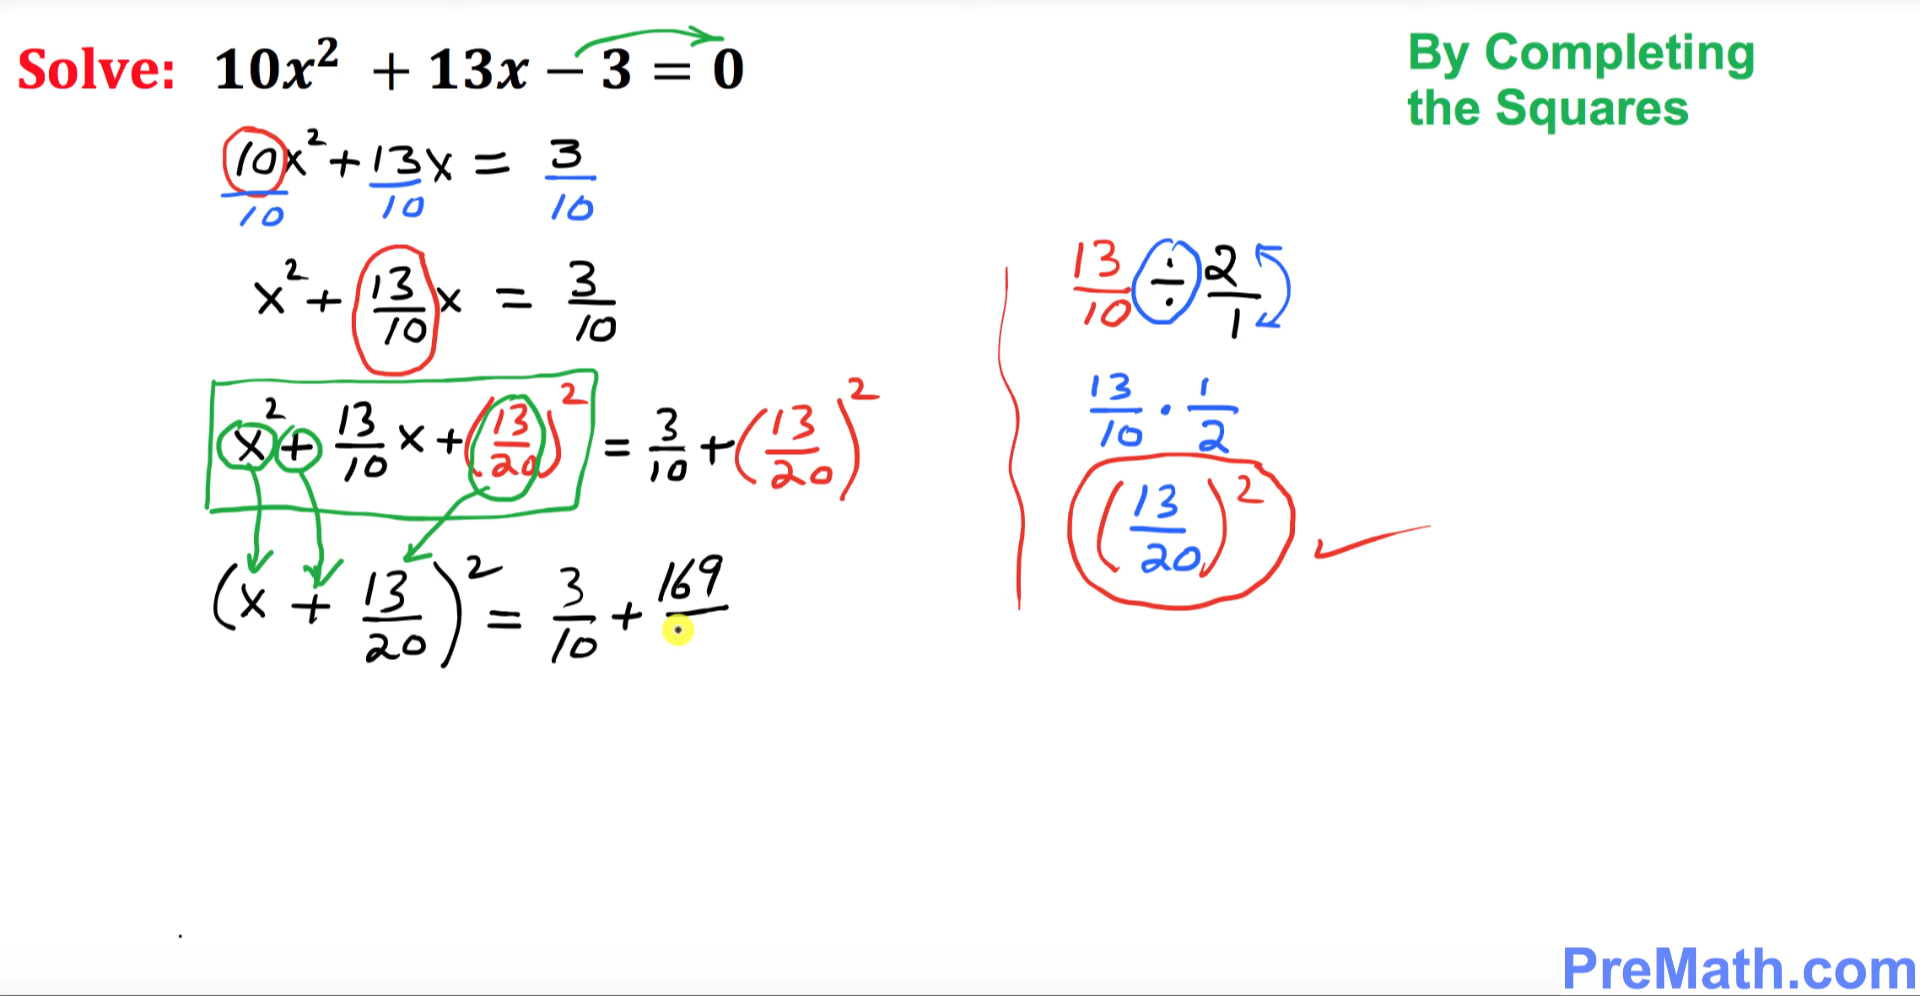 Solve: 10x² + 13x − 3 = 0
By Completing
the Squares
10x² + 13x = 3
10 10 10
x² + 13/10 x = 3/10
x² + 13/10 x + (13/20)² = 3/10 + (13/20)²
(x + 13/20)² = 3/10 + 169/
13/10 ÷ 2/1
13/10 · 1/2
(13/20)²
PreMath.com